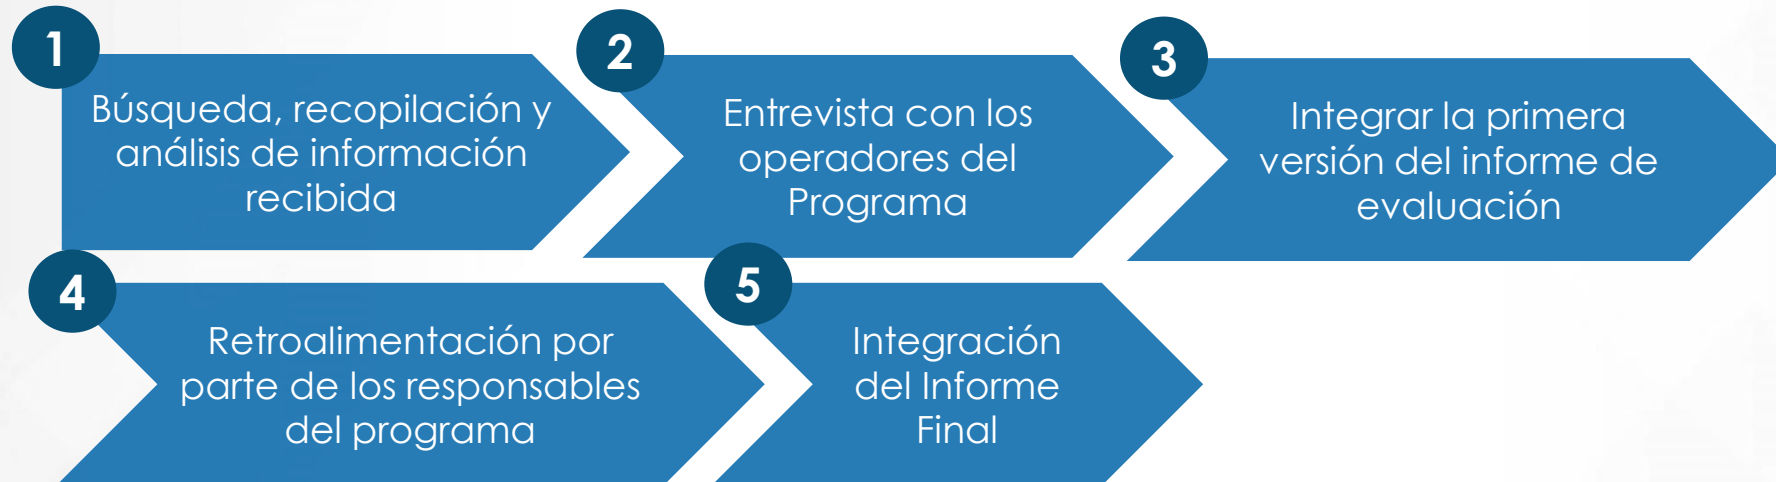 1
Búsqueda, recopilación y
análisis de información
recibida
2
Entrevista con los
operadores del
Programa
3
Integrar la primera
versión del informe de
evaluación
4
Retroalimentación por
parte de los responsables
del programa
5
Integración
del Informe
Final